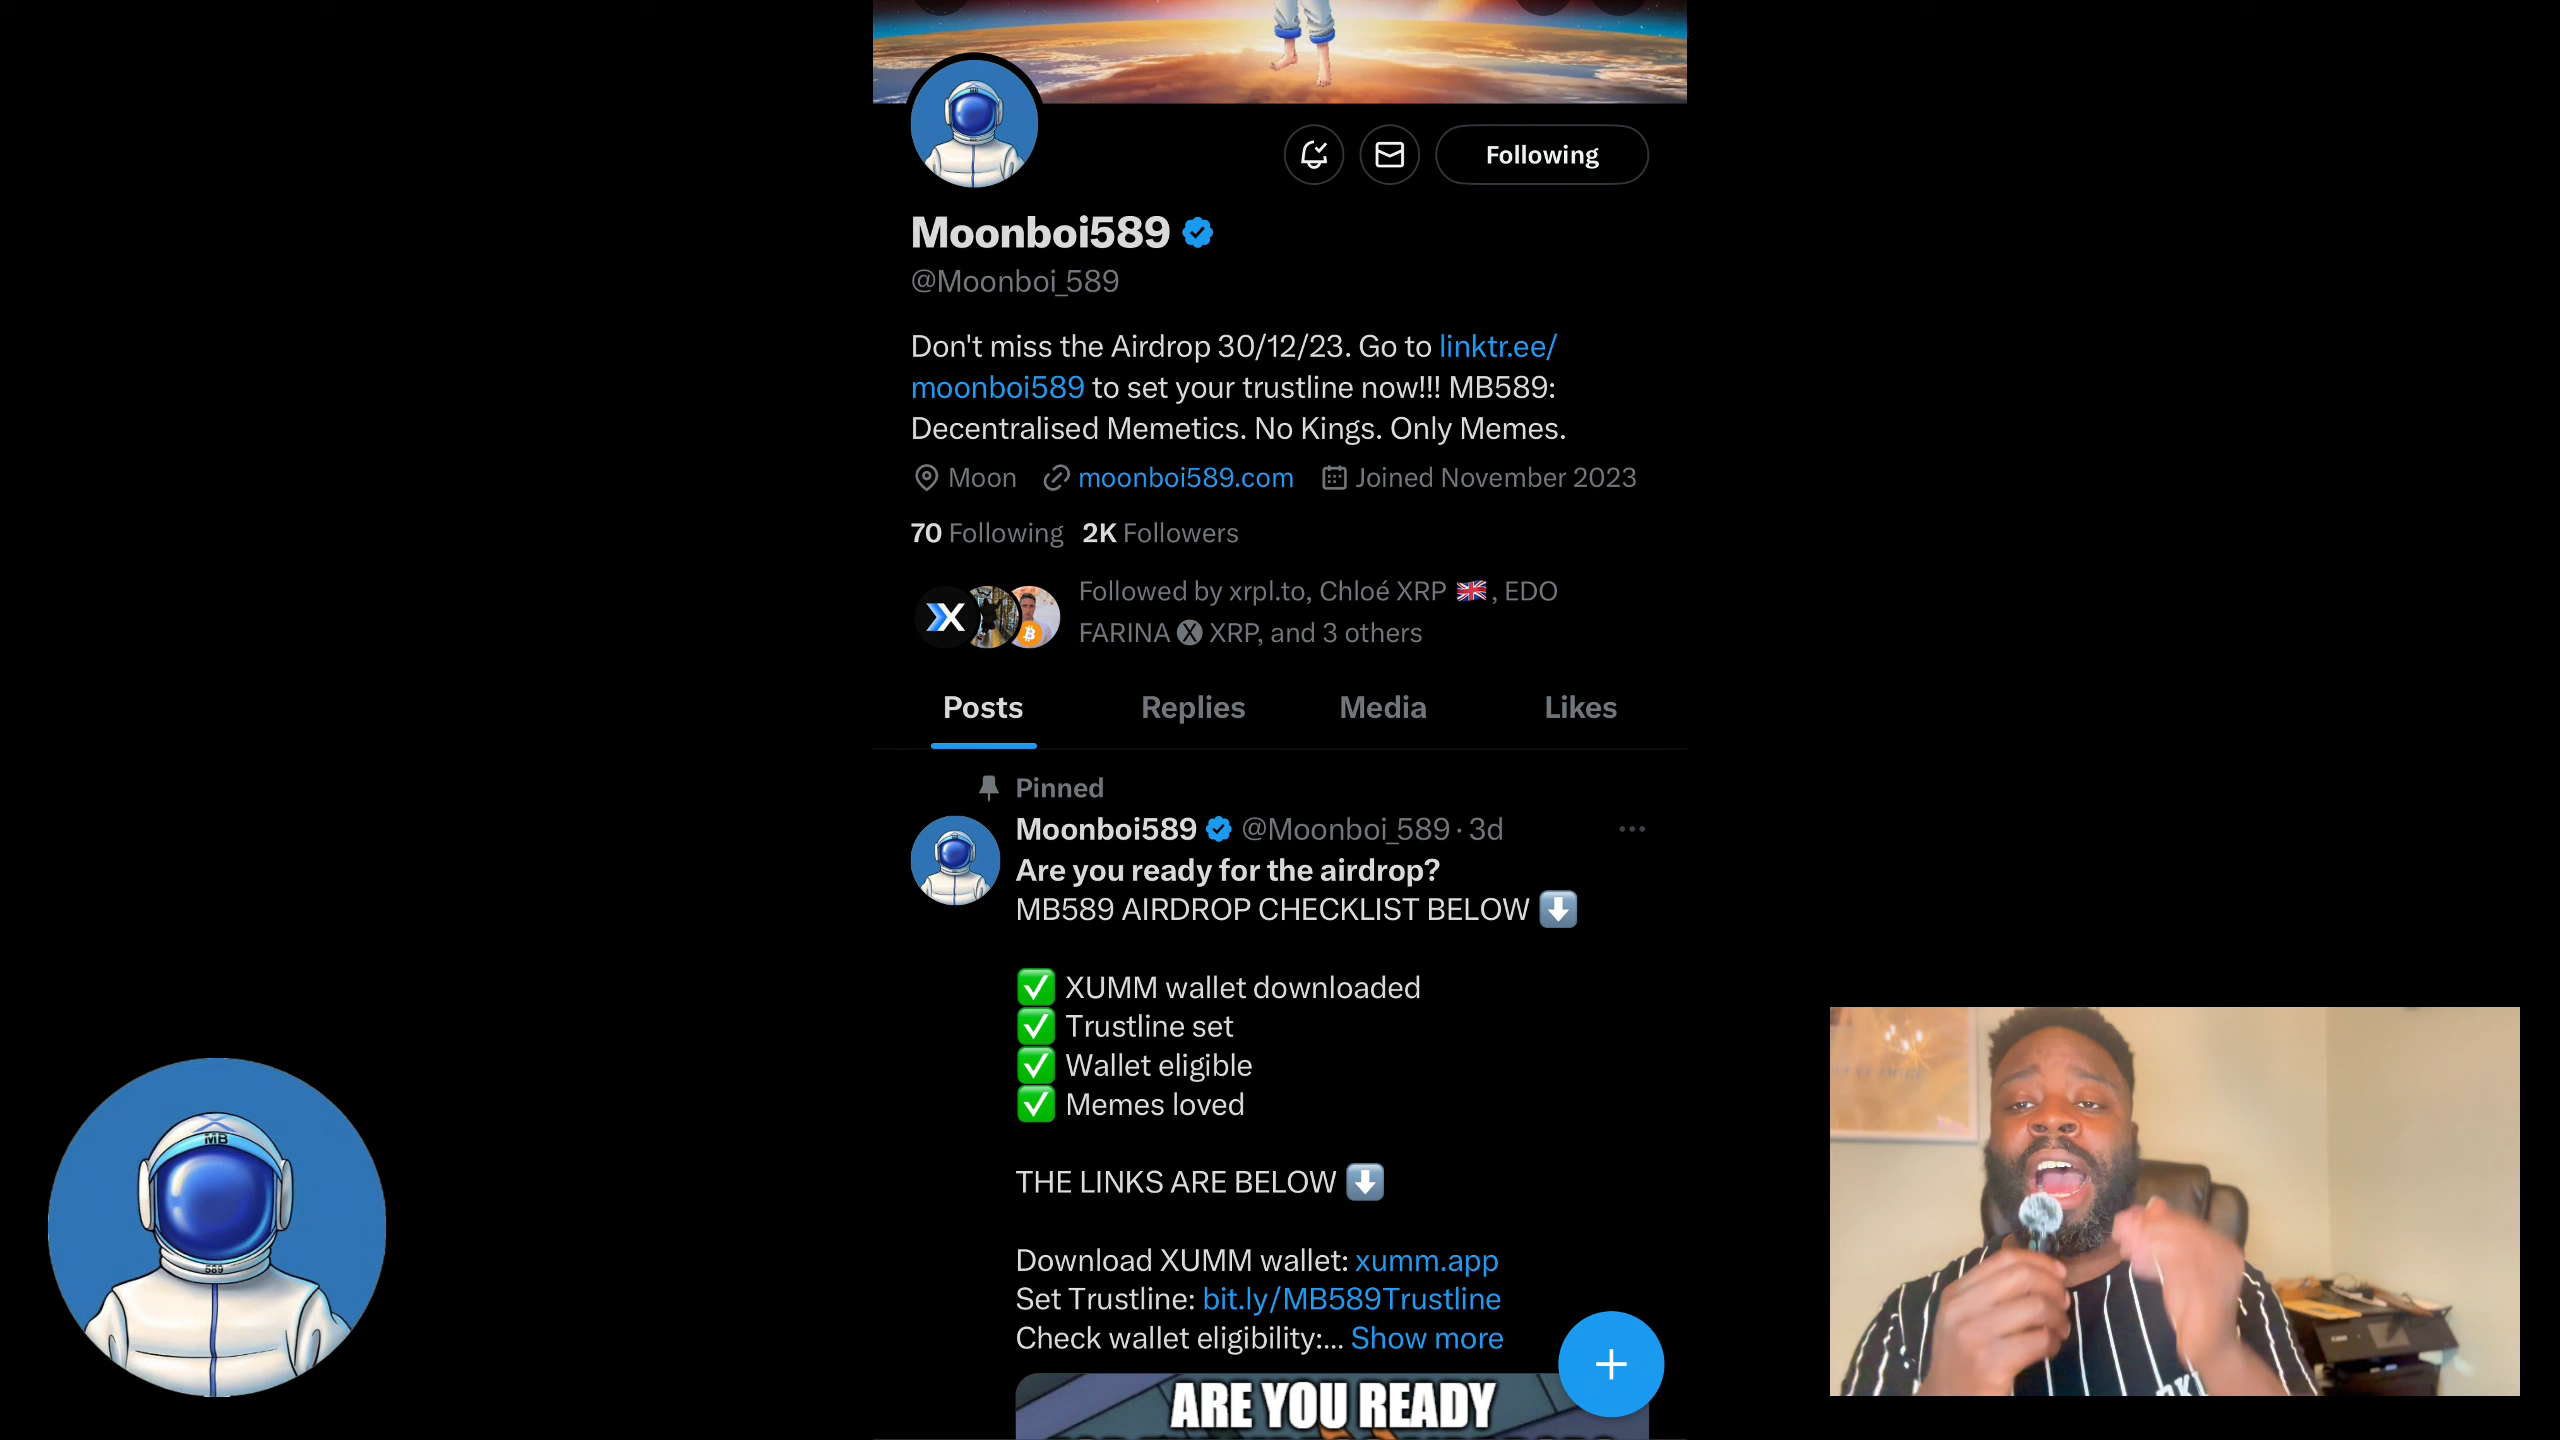 Following
Moonboi589
@Moonboi_589
Don't miss the Airdrop 30/12/23. Go to linktr.ee/
moonboi589 to set your trustline now!!! MB589:
Decentralised Memetics. No Kings. Only Memes.
Moon moonboi589.com Joined November 2023
70 Following 2K Followers
Followed by xrpl.to, Chloé XRP 🇬🇧, EDO
FARINA Ⓧ XRP, and 3 others
Posts Replies Media Likes
Pinned
Moonboi589 @Moonboi_589 · 3d
Are you ready for the airdrop?
MB589 AIRDROP CHECKLIST BELOW ⬇️
✅ XUMM wallet downloaded
✅ Trustline set
✅ Wallet eligible
✅ Memes loved
THE LINKS ARE BELOW ⬇️
Download XUMM wallet: xumm.app
Set Trustline: bit.ly/MB589Trustline
Check wallet eligibility:... Show more
ARE YOU READY
MB
589